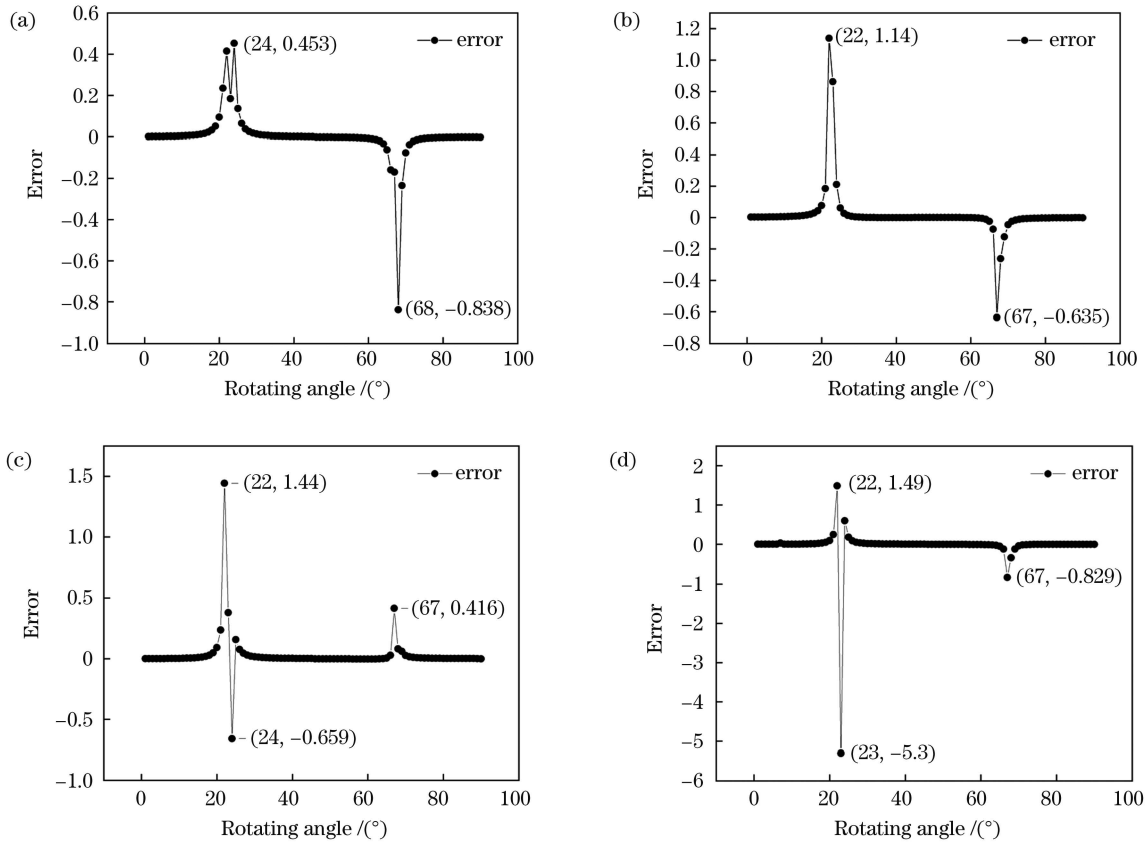 (a)
0.6
0.4
0.2
0
−0.2
−0.4
−0.6
−0.8
−1.0
Error
(24, 0.453)
error
(68, −0.838)
0 20 40 60 80 100
Rotating angle /(°)
(b)
1.2
1.0
0.8
0.6
0.4
0.2
0
−0.2
−0.4
−0.6
−0.8
Error
(22, 1.14)
error
(67, −0.635)
0 20 40 60 80 100
Rotating angle /(°)
(c)
1.5
1.0
0.5
0
−0.5
−1.0
Error
(22, 1.44)
error
(67, 0.416)
(24, −0.659)
0 20 40 60 80 100
Rotating angle /(°)
(d)
2
1
0
−1
−2
−3
−4
−5
−6
Error
(22, 1.49)
error
(67, −0.829)
(23, −5.3)
0 20 40 60 80 100
Rotating angle /(°)